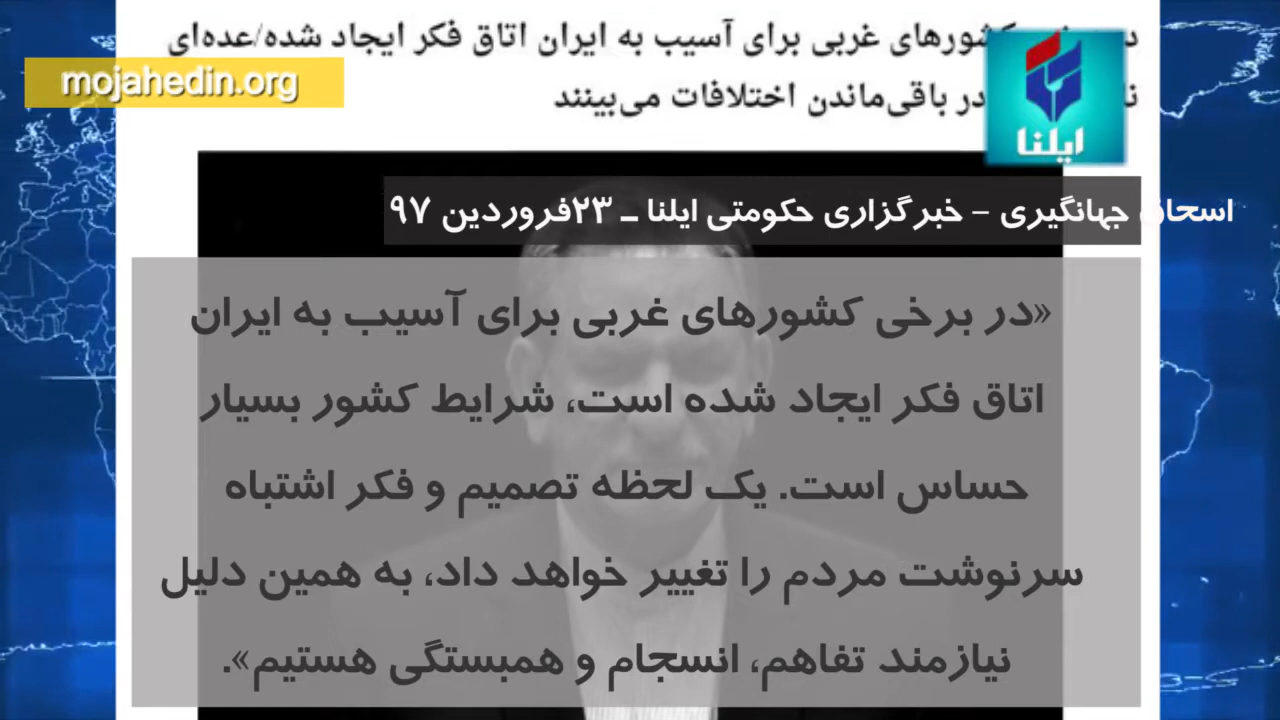 mojahedin.org
کشورهای غربی برای آسیب به ایران اتاق فکر ایجاد شده/عده‌ای
در باقی‌ماندن اختلافات می‌بینند
ایلنا
اسحاق جهانگیری – خبرگزاری حکومتی ایلنا ـ ۲۳فروردین ۹۷
«در برخی کشورهای غربی برای آسیب به ایران
اتاق فکر ایجاد شده است، شرایط کشور بسیار
حساس است. یک لحظه تصمیم و فکر اشتباه
سرنوشت مردم را تغییر خواهد داد، به همین دلیل
نیازمند تفاهم، انسجام و همبستگی هستیم».